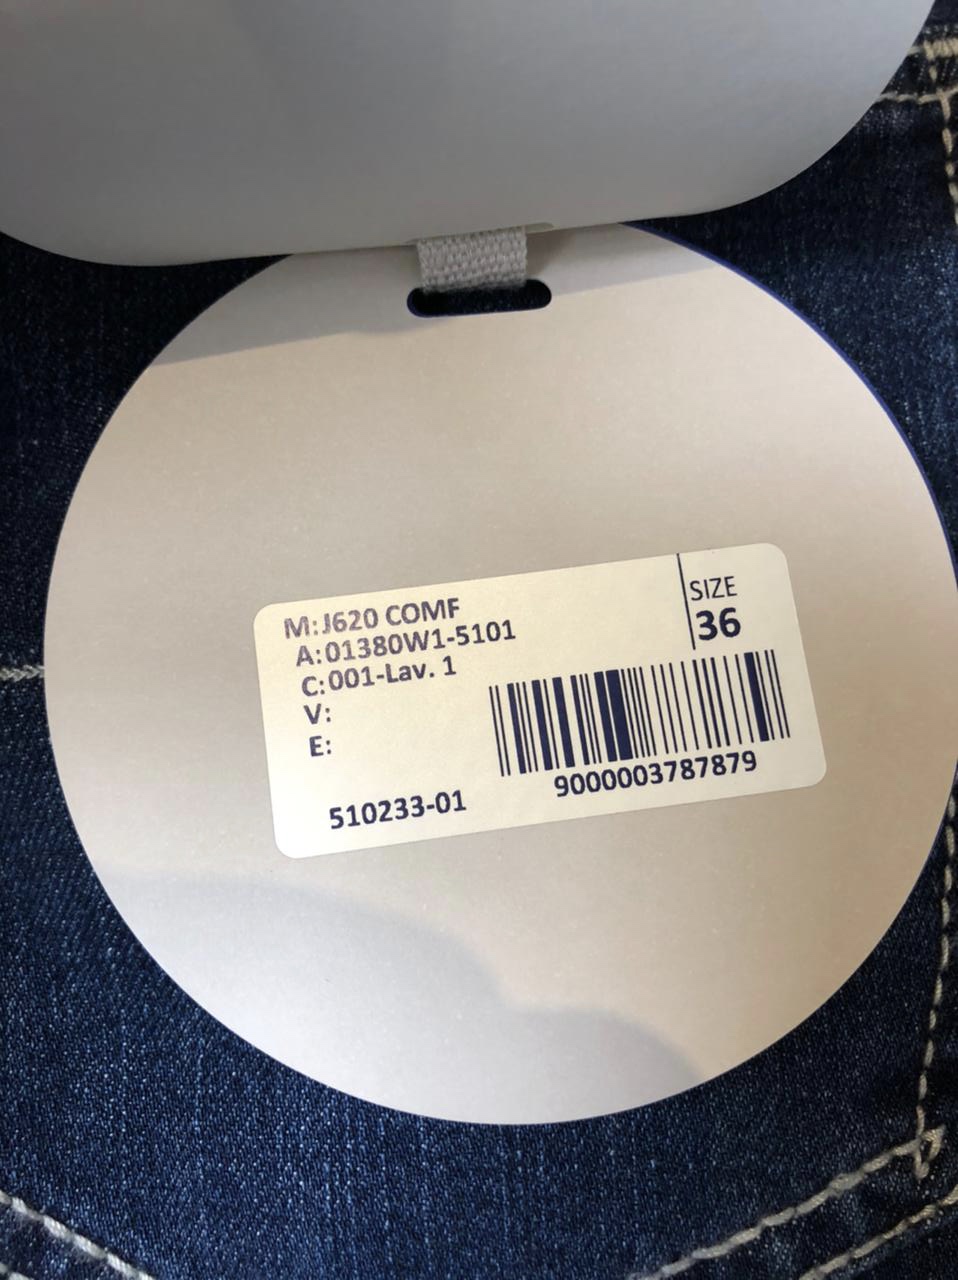 M:J620 COMF
A:01380W1-5101
C:001-Lav. 1
V:
E:
SIZE
36
9000003787879
510233-01